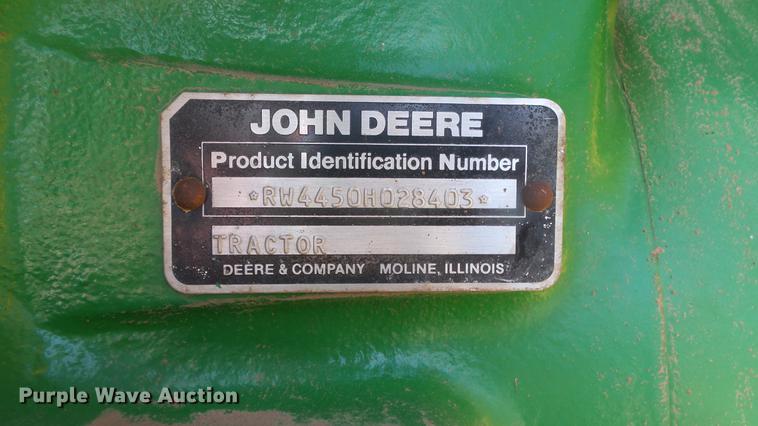 JOHN DEERE
Product Identification Number
*RW4450H028403*
TRACTOR
DEERE & COMPANY MOLINE, ILLINOIS
Purple Wave Auction